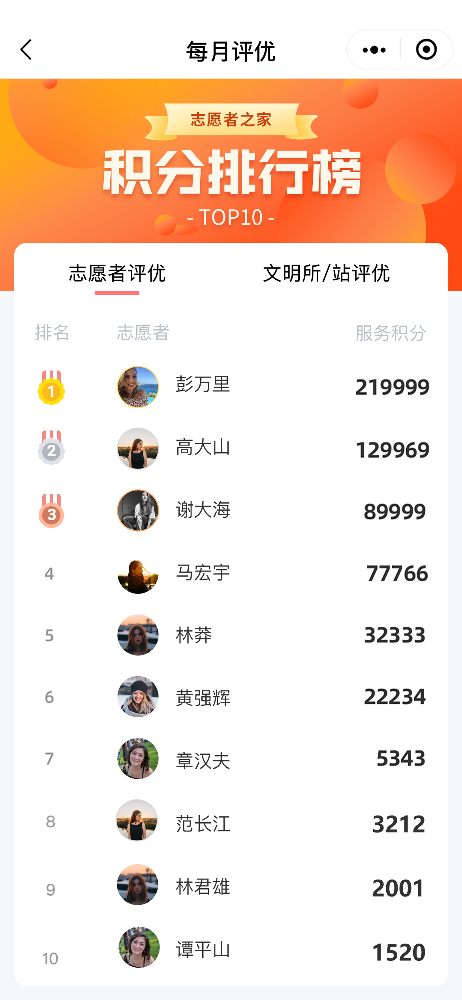 每月评优
志愿者之家
积分排行榜
- TOP10 -
志愿者评优 文明所/站评优
排名 志愿者 服务积分
1 彭万里 219999
2 高大山 129969
3 谢大海 89999
4 马宏宇 77766
5 林莽 32333
6 黄强辉 22234
7 章汉夫 5343
8 范长江 3212
9 林君雄 2001
10 谭平山 1520